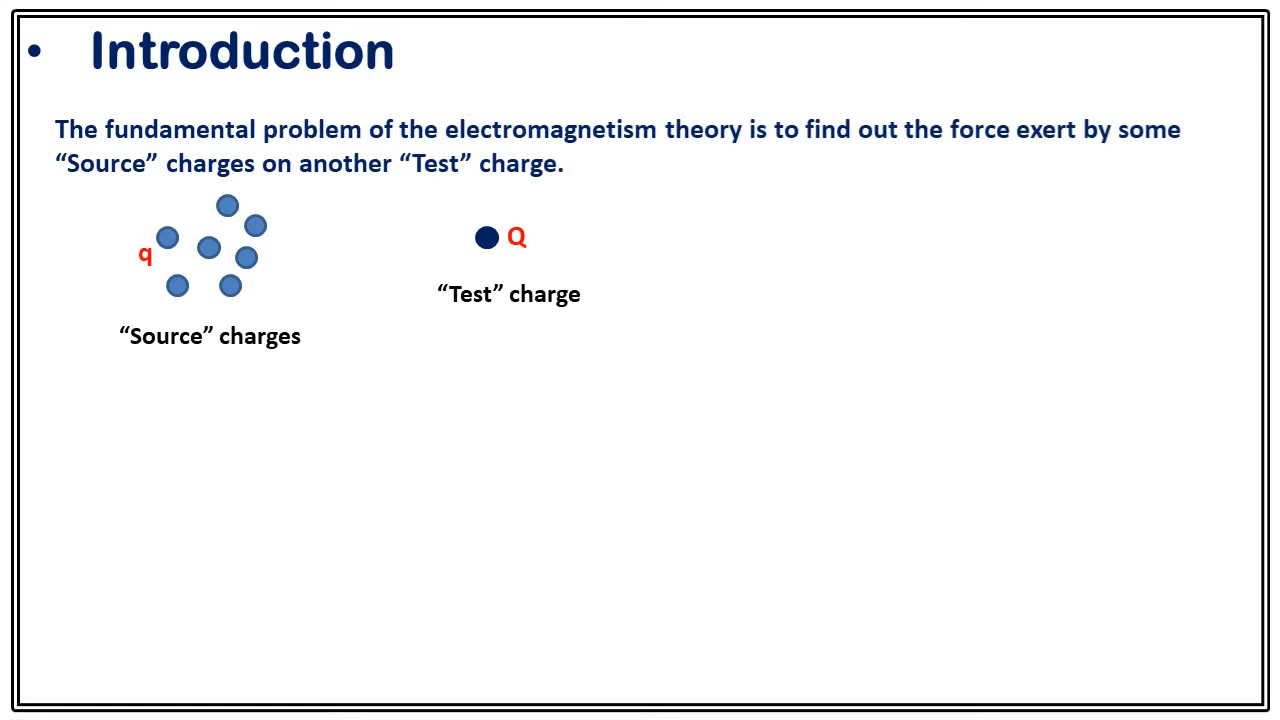 • Introduction
The fundamental problem of the electromagnetism theory is to find out the force exert by some
“Source” charges on another “Test” charge.
q
Q
“Test” charge
“Source” charges